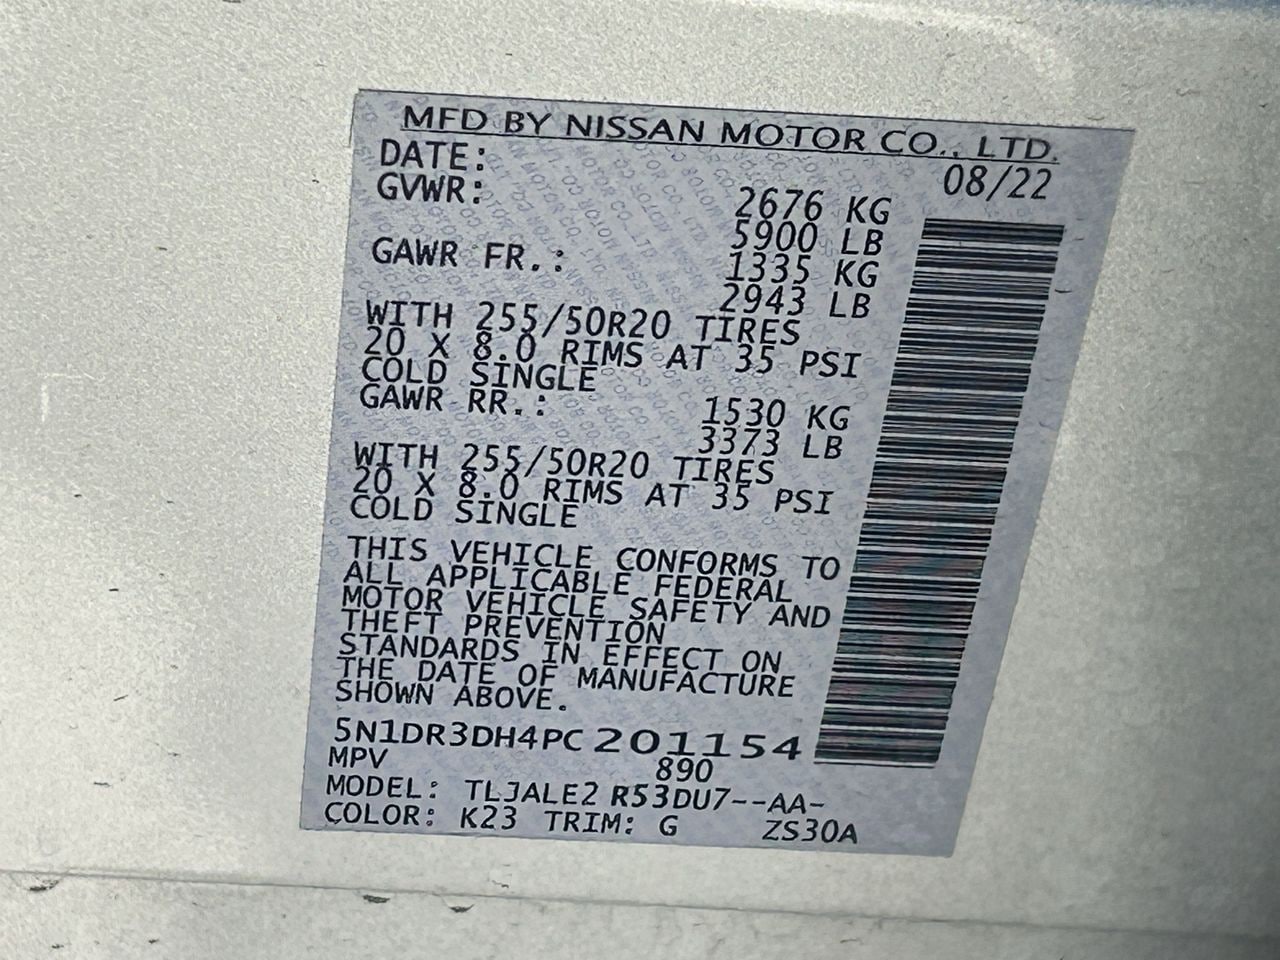 MFD BY NISSAN MOTOR CO., LTD.
DATE: 08/22
GVWR: 2676 KG
5900 LB
GAWR FR.: 1335 KG
2943 LB
WITH 255/50R20 TIRES
20 X 8.0 RIMS AT 35 PSI
COLD SINGLE
GAWR RR.: 1530 KG
3373 LB
WITH 255/50R20 TIRES
20 X 8.0 RIMS AT 35 PSI
COLD SINGLE
THIS VEHICLE CONFORMS TO
ALL APPLICABLE FEDERAL
MOTOR VEHICLE SAFETY AND
THEFT PREVENTION
STANDARDS IN EFFECT ON
THE DATE OF MANUFACTURE
SHOWN ABOVE.
5N1DR3DH4PC201154
MPV 890
MODEL: TLJALE2 R53DU7--AA-
COLOR: K23 TRIM: G ZS30A